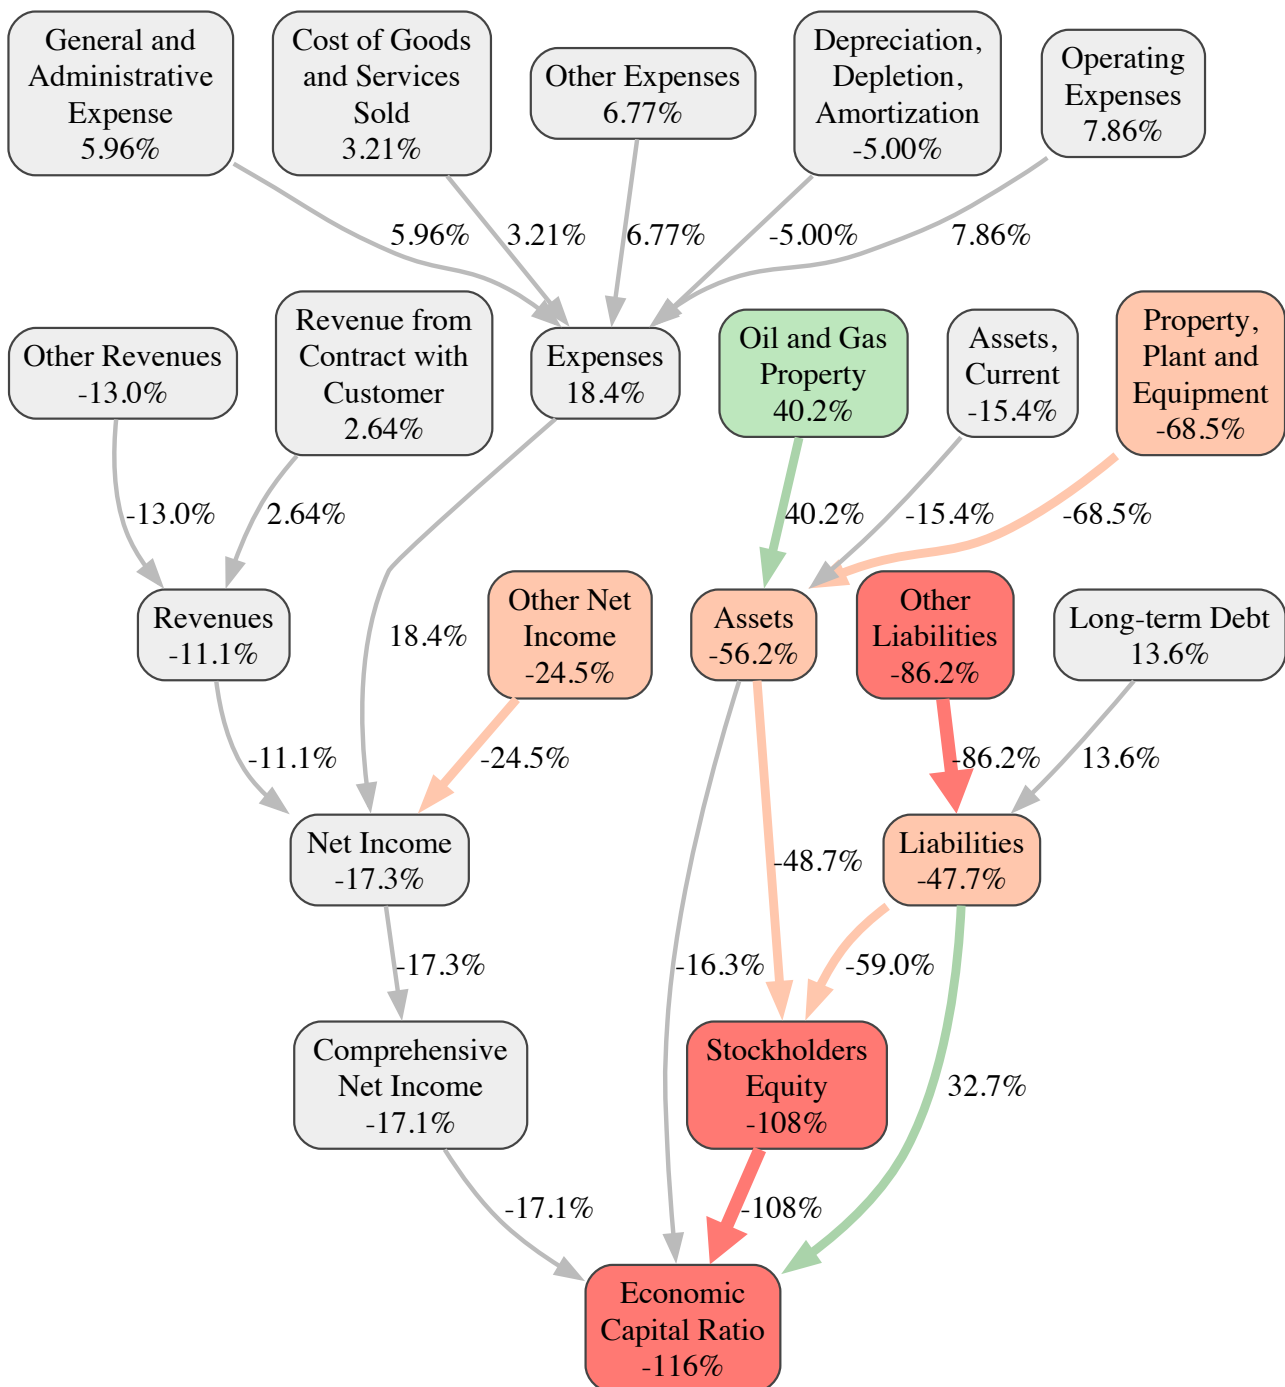 General and
Administrative
Expense
5.96%
Cost of Goods
and Services
Sold
3.21%
Other Expenses
6.77%
Depreciation,
Depletion,
Amortization
-5.00%
Operating
Expenses
7.86%
5.96%
3.21%
6.77%
-5.00%
7.86%
Other Revenues
-13.0%
Revenue from
Contract with
Customer
2.64%
Expenses
18.4%
Oil and Gas
Property
40.2%
Assets,
Current
-15.4%
Property,
Plant and
Equipment
-68.5%
-13.0%
2.64%
40.2%
-15.4%
-68.5%
Revenues
-11.1%
18.4%
Other Net
Income
-24.5%
Assets
-56.2%
Other
Liabilities
-86.2%
Long-term Debt
13.6%
-11.1%
-24.5%
-86.2%
13.6%
Net Income
-17.3%
-48.7%
Liabilities
-47.7%
-17.3%
-16.3%
-59.0%
Comprehensive
Net Income
-17.1%
Stockholders
Equity
-108%
32.7%
-17.1%
-108%
Economic
Capital Ratio
-116%